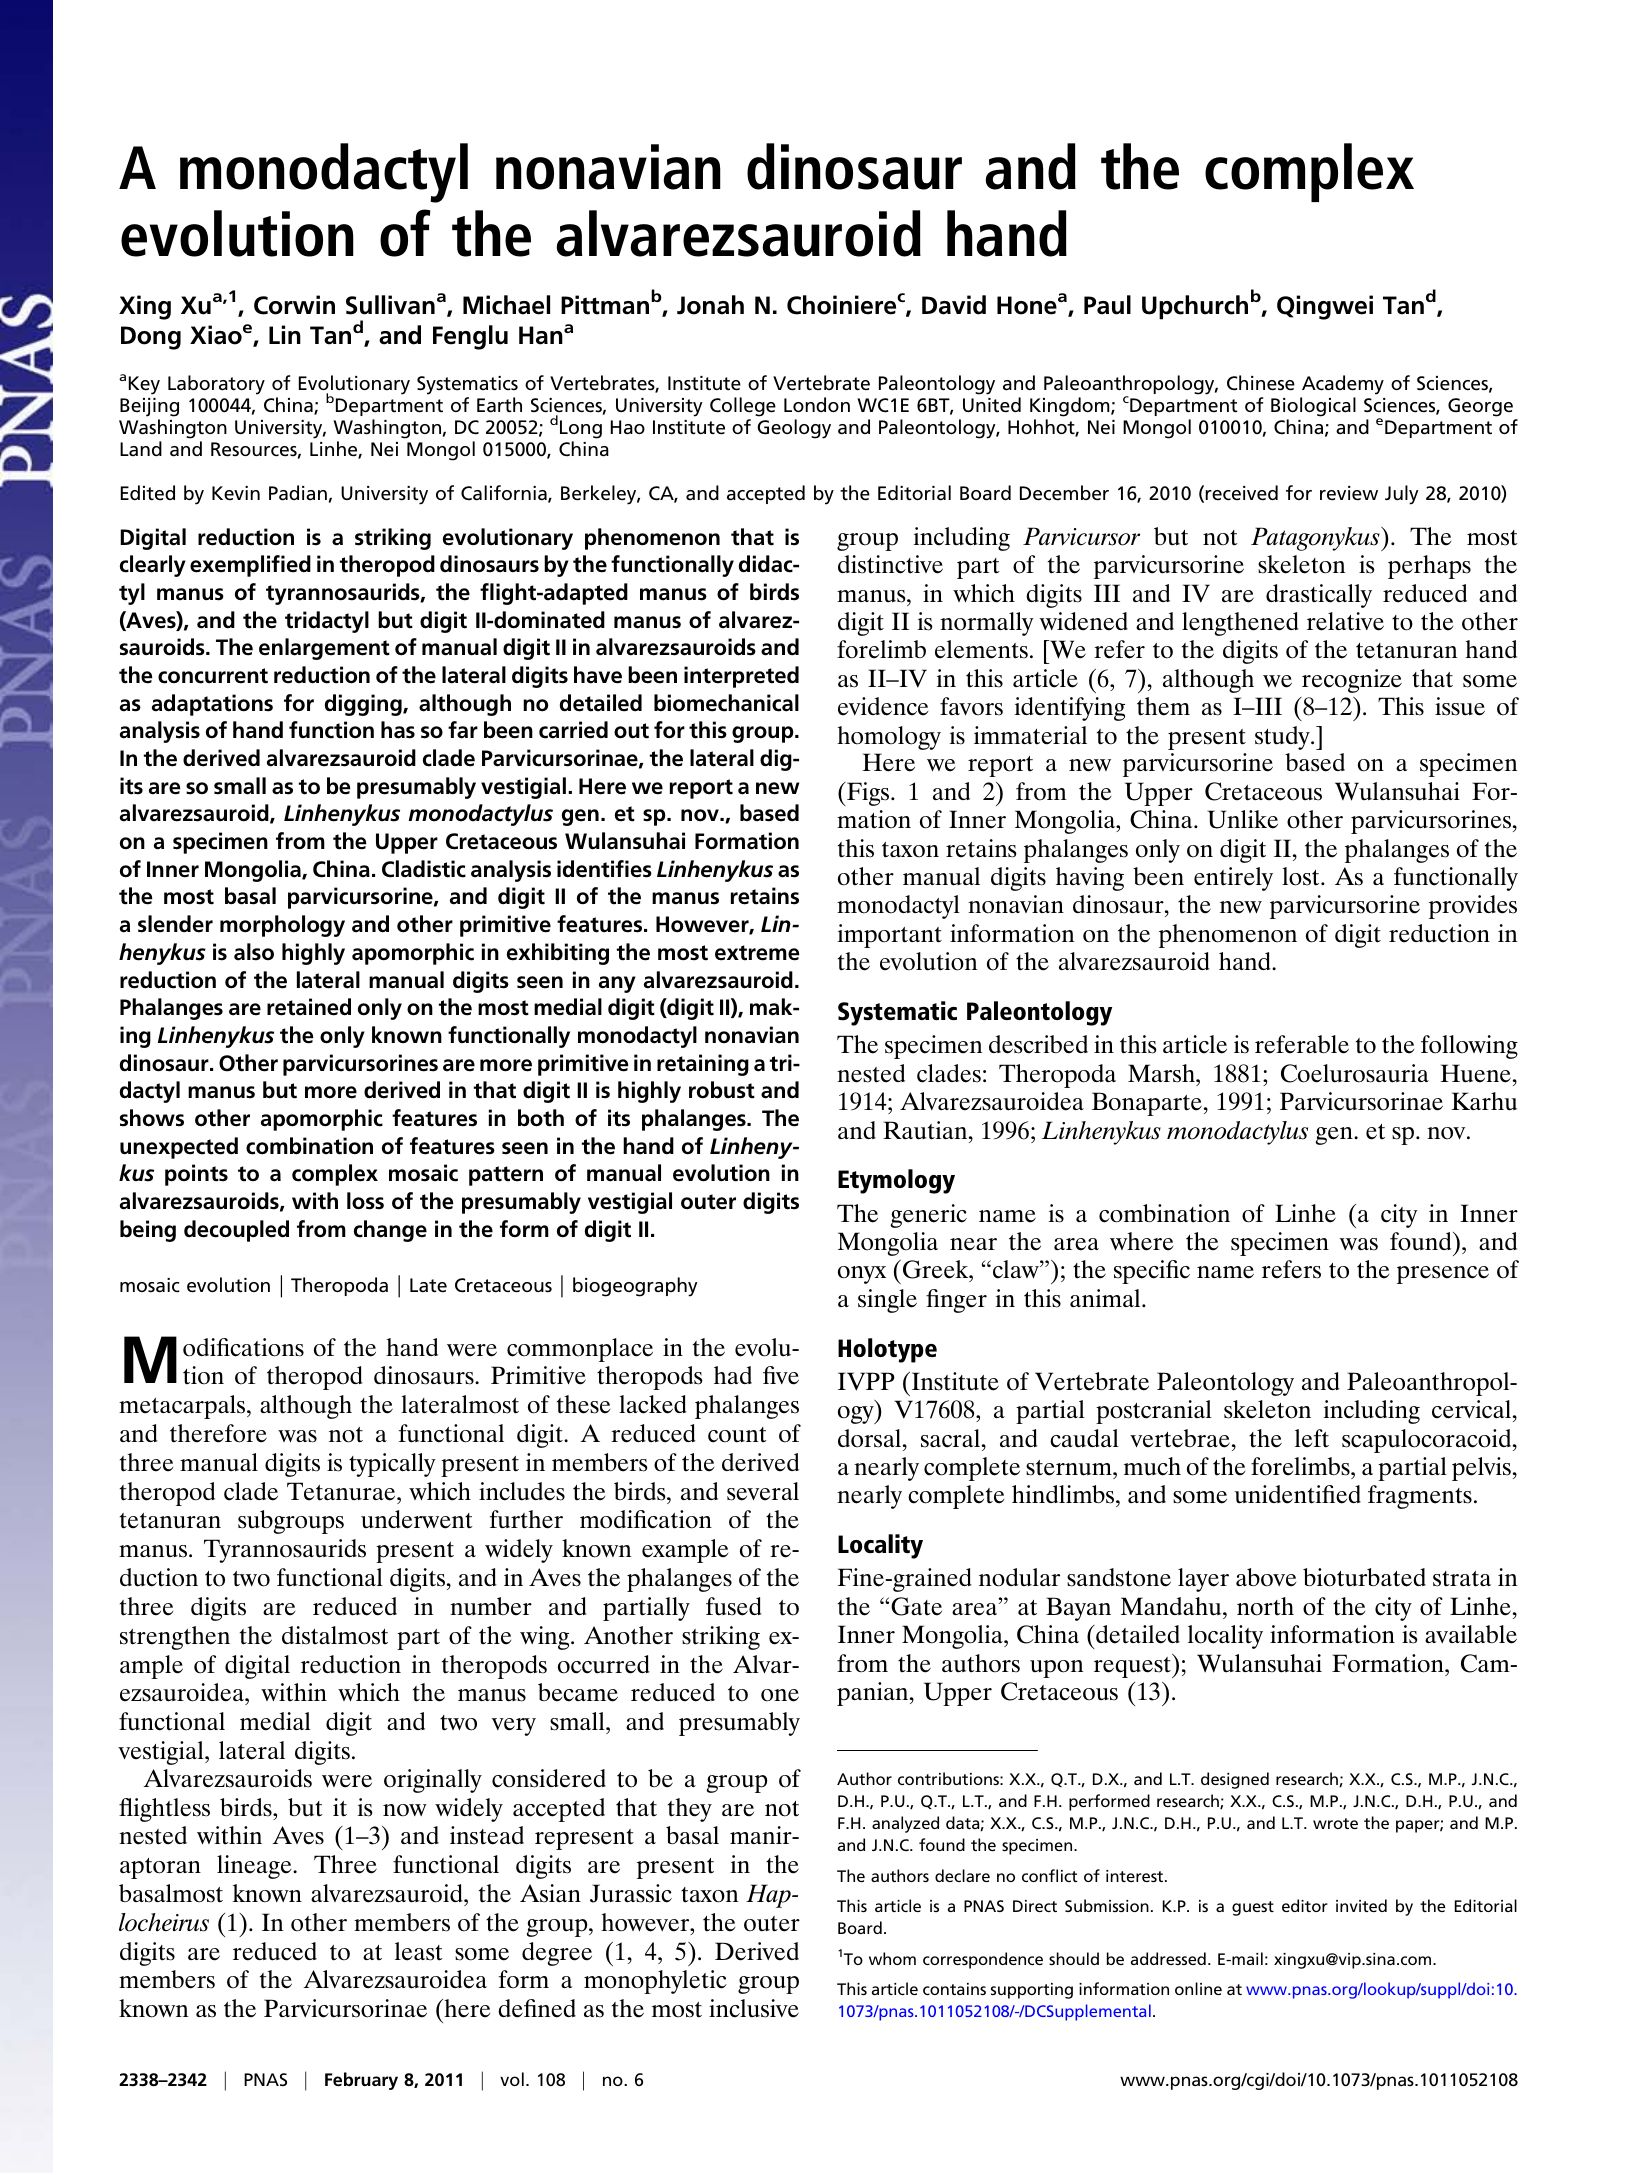 A monodactyl nonavian dinosaur and the complex
evolution of the alvarezsauroid hand
Xing Xua,1, Corwin Sullivana, Michael Pittmanb, Jonah N. Choinierec, David Honea, Paul Upchurchb, Qingwei Tand,
Dong Xiaoe, Lin Tand, and Fenglu Hana
aKey Laboratory of Evolutionary Systematics of Vertebrates, Institute of Vertebrate Paleontology and Paleoanthropology, Chinese Academy of Sciences,
Beijing 100044, China; bDepartment of Earth Sciences, University College London WC1E 6BT, United Kingdom; cDepartment of Biological Sciences, George
Washington University, Washington, DC 20052; dLong Hao Institute of Geology and Paleontology, Hohhot, Nei Mongol 010010, China; and eDepartment of
Land and Resources, Linhe, Nei Mongol 015000, China
Edited by Kevin Padian, University of California, Berkeley, CA, and accepted by the Editorial Board December 16, 2010 (received for review July 28, 2010)
Digital reduction is a striking evolutionary phenomenon that is
clearly exemplified in theropod dinosaurs by the functionally didac-
tyl manus of tyrannosaurids, the flight-adapted manus of birds
(Aves), and the tridactyl but digit II-dominated manus of alvarez-
sauroids. The enlargement of manual digit II in alvarezsauroids and
the concurrent reduction of the lateral digits have been interpreted
as adaptations for digging, although no detailed biomechanical
analysis of hand function has so far been carried out for this group.
In the derived alvarezsauroid clade Parvicursorinae, the lateral dig-
its are so small as to be presumably vestigial. Here we report a new
alvarezsauroid, Linhenykus monodactylus gen. et sp. nov., based
on a specimen from the Upper Cretaceous Wulansuhai Formation
of Inner Mongolia, China. Cladistic analysis identifies Linhenykus as
the most basal parvicursorine, and digit II of the manus retains
a slender morphology and other primitive features. However, Lin-
henykus is also highly apomorphic in exhibiting the most extreme
reduction of the lateral manual digits seen in any alvarezsauroid.
Phalanges are retained only on the most medial digit (digit II), mak-
ing Linhenykus the only known functionally monodactyl nonavian
dinosaur. Other parvicursorines are more primitive in retaining a tri-
dactyl manus but more derived in that digit II is highly robust and
shows other apomorphic features in both of its phalanges. The
unexpected combination of features seen in the hand of Linheny-
kus points to a complex mosaic pattern of manual evolution in
alvarezsauroids, with loss of the presumably vestigial outer digits
being decoupled from change in the form of digit II.
mosaic evolution | Theropoda | Late Cretaceous | biogeography
Modifications of the hand were commonplace in the evolu-
tion of theropod dinosaurs. Primitive theropods had five
metacarpals, although the lateralmost of these lacked phalanges
and therefore was not a functional digit. A reduced count of
three manual digits is typically present in members of the derived
theropod clade Tetanurae, which includes the birds, and several
tetanuran subgroups underwent further modification of the
manus. Tyrannosaurids present a widely known example of re-
duction to two functional digits, and in Aves the phalanges of the
three digits are reduced in number and partially fused to
strengthen the distalmost part of the wing. Another striking ex-
ample of digital reduction in theropods occurred in the Alvar-
ezsauroidea, within which the manus became reduced to one
functional medial digit and two very small, and presumably
vestigial, lateral digits.
Alvarezsauroids were originally considered to be a group of
flightless birds, but it is now widely accepted that they are not
nested within Aves (1–3) and instead represent a basal manir-
aptoran lineage. Three functional digits are present in the
basalmost known alvarezsauroid, the Asian Jurassic taxon Hap-
locheirus (1). In other members of the group, however, the outer
digits are reduced to at least some degree (1, 4, 5). Derived
members of the Alvarezsauroidea form a monophyletic group
known as the Parvicursorinae (here defined as the most inclusive
group including Parvicursor but not Patagonykus). The most
distinctive part of the parvicursorine skeleton is perhaps the
manus, in which digits III and IV are drastically reduced and
digit II is normally widened and lengthened relative to the other
forelimb elements. [We refer to the digits of the tetanuran hand
as II–IV in this article (6, 7), although we recognize that some
evidence favors identifying them as I–III (8–12). This issue of
homology is immaterial to the present study.]
Here we report a new parvicursorine based on a specimen
(Figs. 1 and 2) from the Upper Cretaceous Wulansuhai For-
mation of Inner Mongolia, China. Unlike other parvicursorines,
this taxon retains phalanges only on digit II, the phalanges of the
other manual digits having been entirely lost. As a functionally
monodactyl nonavian dinosaur, the new parvicursorine provides
important information on the phenomenon of digit reduction in
the evolution of the alvarezsauroid hand.
Systematic Paleontology
The specimen described in this article is referable to the following
nested clades: Theropoda Marsh, 1881; Coelurosauria Huene,
1914; Alvarezsauroidea Bonaparte, 1991; Parvicursorinae Karhu
and Rautian, 1996; Linhenykus monodactylus gen. et sp. nov.
Etymology
The generic name is a combination of Linhe (a city in Inner
Mongolia near the area where the specimen was found), and
onyx (Greek, “claw”); the specific name refers to the presence of
a single finger in this animal.
Holotype
IVPP (Institute of Vertebrate Paleontology and Paleoanthropol-
ogy) V17608, a partial postcranial skeleton including cervical,
dorsal, sacral, and caudal vertebrae, the left scapulocoracoid,
a nearly complete sternum, much of the forelimbs, a partial pelvis,
nearly complete hindlimbs, and some unidentified fragments.
Locality
Fine-grained nodular sandstone layer above bioturbated strata in
the “Gate area” at Bayan Mandahu, north of the city of Linhe,
Inner Mongolia, China (detailed locality information is available
from the authors upon request); Wulansuhai Formation, Cam-
panian, Upper Cretaceous (13).
Author contributions: X.X., Q.T., D.X., and L.T. designed research; X.X., C.S., M.P., J.N.C.,
D.H., P.U., Q.T., L.T., and F.H. performed research; X.X., C.S., M.P., J.N.C., D.H., P.U., and
F.H. analyzed data; X.X., C.S., M.P., J.N.C., D.H., P.U., and L.T. wrote the paper; and M.P.
and J.N.C. found the specimen.
The authors declare no conflict of interest.
This article is a PNAS Direct Submission. K.P. is a guest editor invited by the Editorial
Board.
1To whom correspondence should be addressed. E-mail: xingxu@vip.sina.com.
This article contains supporting information online at www.pnas.org/lookup/suppl/doi:10.
1073/pnas.1011052108/-/DCSupplemental.
2338–2342 | PNAS | February 8, 2011 | vol. 108 | no. 6
www.pnas.org/cgi/doi/10.1073/pnas.1011052108
PNAS
PNAS
PNAS
PNAS